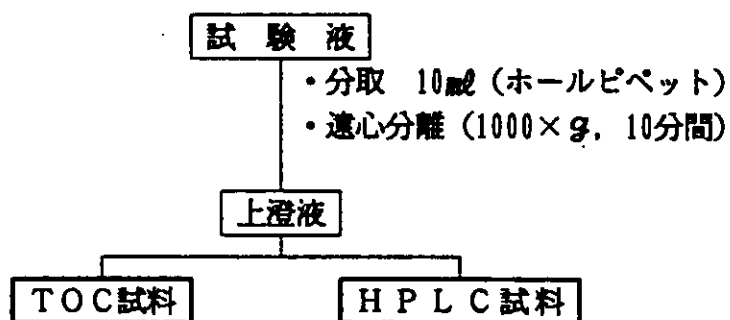 試験液
・分取 10㎖（ホールピペット）
・遠心分離（1000×g，10分間）
上澄液
TOC試料
HPLC試料